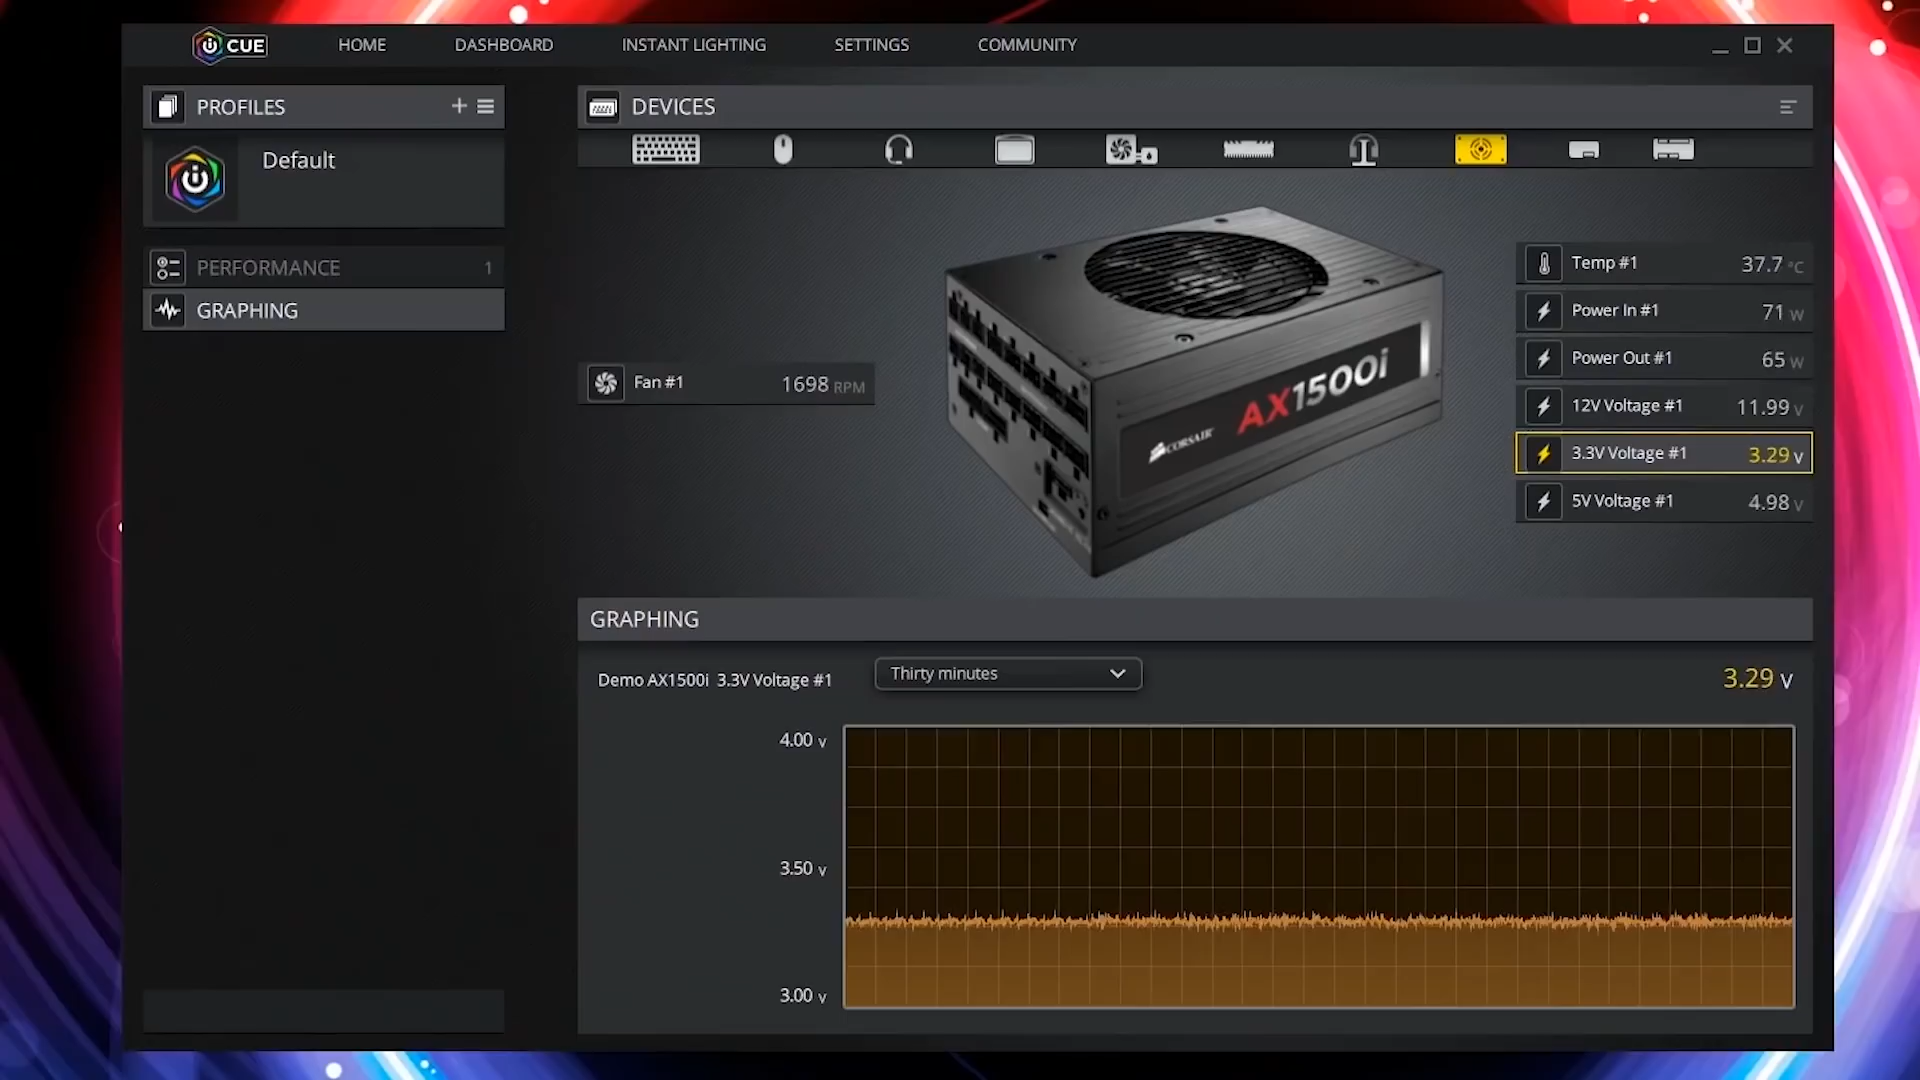 CUE HOME DASHBOARD INSTANT LIGHTING SETTINGS COMMUNITY
PROFILES
Default
PERFORMANCE 1
GRAPHING
DEVICES
Fan #1 1698 RPM
CORSAIR AX1500i
Temp #1 37.7 °C
Power In #1 71 W
Power Out #1 65 W
12V Voltage #1 11.99 V
3.3V Voltage #1 3.29 V
5V Voltage #1 4.98 V
GRAPHING
Demo AX1500i 3.3V Voltage #1 Thirty minutes 3.29 V
4.00 V
3.50 V
3.00 V